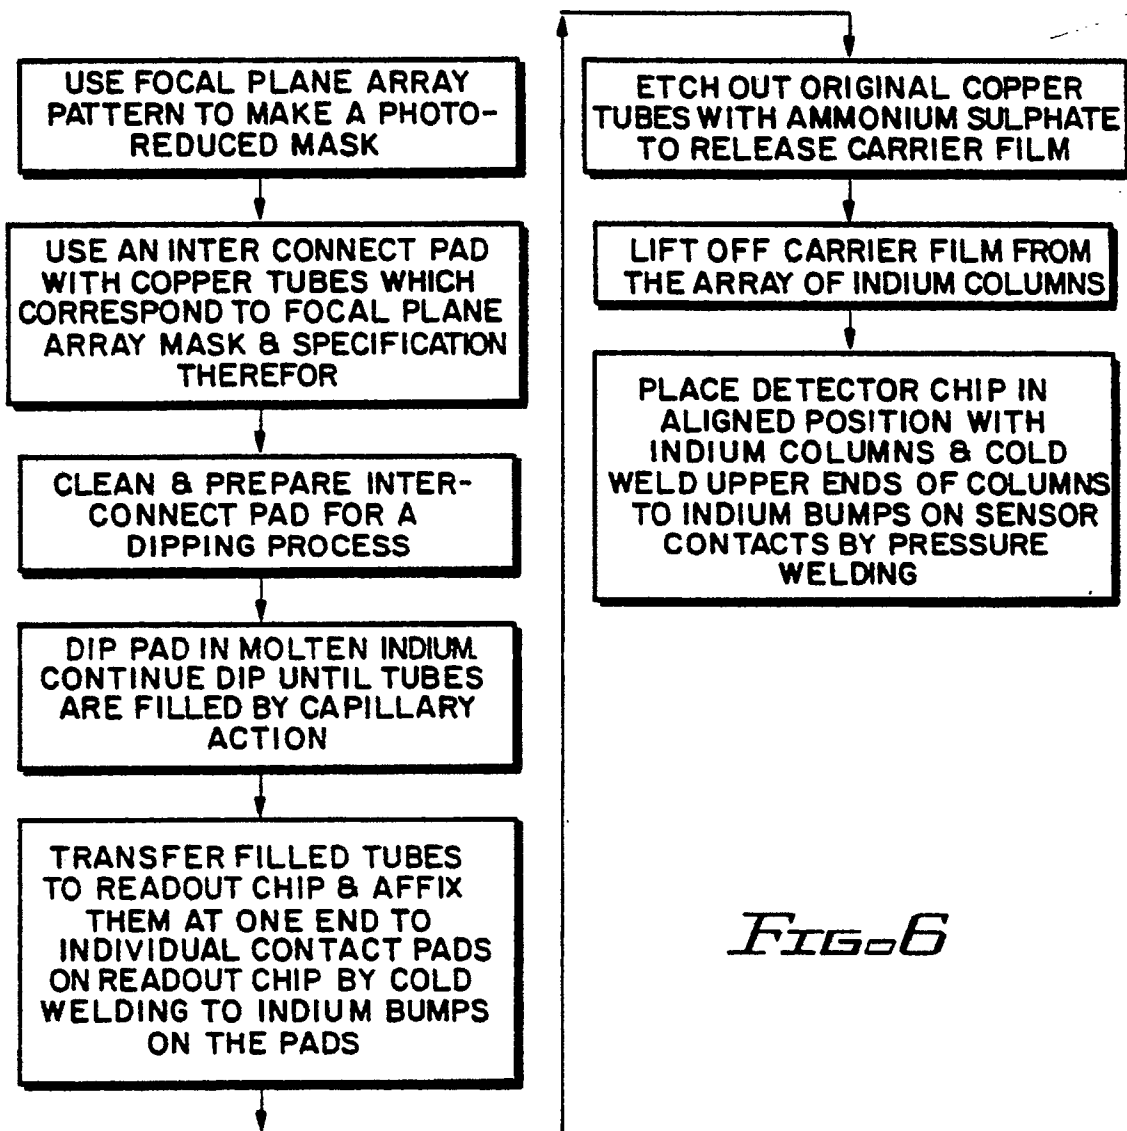 USE FOCAL PLANE ARRAY
PATTERN TO MAKE A PHOTO-
REDUCED MASK
USE AN INTER CONNECT PAD
WITH COPPER TUBES WHICH
CORRESPOND TO FOCAL PLANE
ARRAY MASK & SPECIFICATION
THEREFOR
CLEAN & PREPARE INTER-
CONNECT PAD FOR A
DIPPING PROCESS
DIP PAD IN MOLTEN INDIUM.
CONTINUE DIP UNTIL TUBES
ARE FILLED BY CAPILLARY
ACTION
TRANSFER FILLED TUBES
TO READOUT CHIP & AFFIX
THEM AT ONE END TO
INDIVIDUAL CONTACT PADS
ON READOUT CHIP BY COLD
WELDING TO INDIUM BUMPS
ON THE PADS
ETCH OUT ORIGINAL COPPER
TUBES WITH AMMONIUM SULPHATE
TO RELEASE CARRIER FILM
LIFT OFF CARRIER FILM FROM
THE ARRAY OF INDIUM COLUMNS
PLACE DETECTOR CHIP IN
ALIGNED POSITION WITH
INDIUM COLUMNS & COLD
WELD UPPER ENDS OF COLUMNS
TO INDIUM BUMPS ON SENSOR
CONTACTS BY PRESSURE
WELDING
FIG. 6